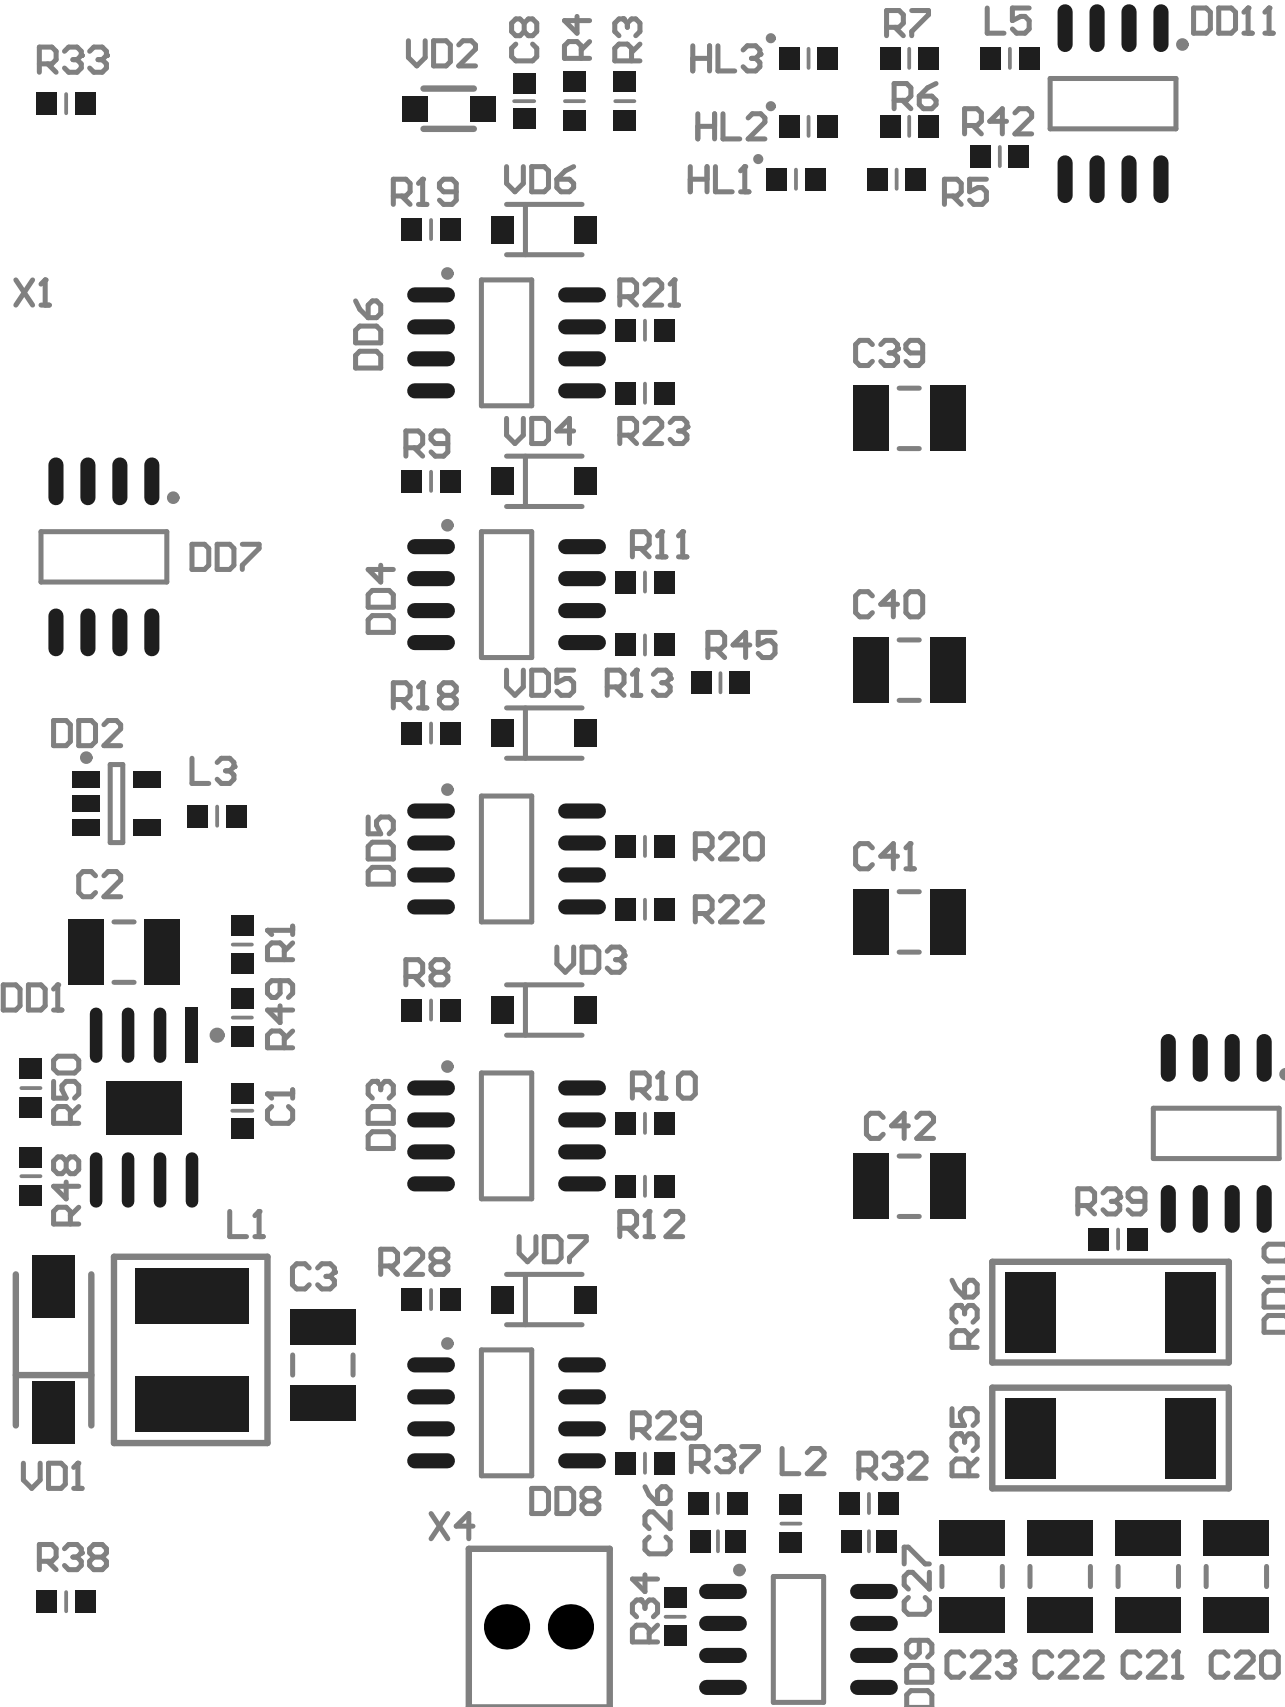 R33
VD2
C8
R4
R3
HL3
R7
L5
DD11
HL2
R6
R42
HL1
R5
R19
VD6
X1
DD6
R21
C39
R9
VD4
R23
DD7
DD4
R11
C40
R45
R18
VD5
R13
DD2
L3
DD5
R20
C41
C2
R22
R1
R8
VD3
DD1
R49
R50
C1
DD3
R10
C42
R48
R39
L1
R12
R28
VD7
C3
R36
DD10
VD1
R29
R35
R37
L2
R32
DD8
C26
X4
R38
R34
C27
DD9
C23
C22
C21
C20